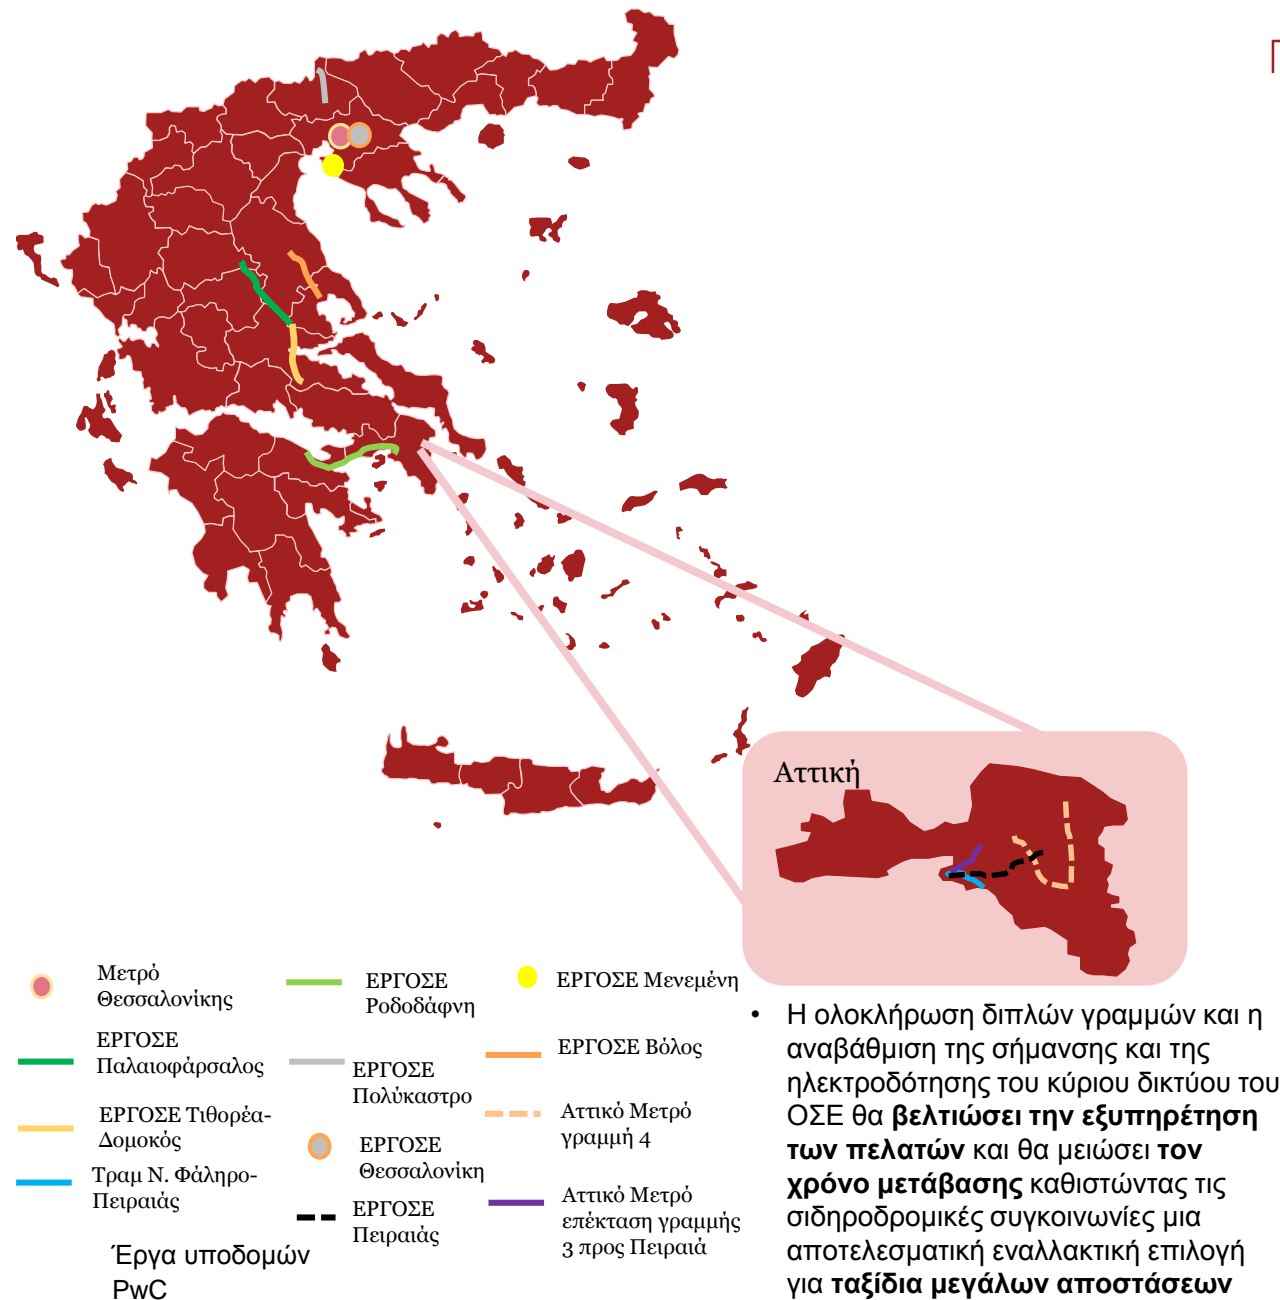 Αττική
Μετρό
Θεσσαλονίκης
ΕΡΓΟΣΕ
Παλαιοφάρσαλος
ΕΡΓΟΣΕ Τιθορέα-
Δομοκός
Τραμ Ν. Φάληρο-
Πειραιάς
ΕΡΓΟΣΕ
Ροδοδάφνη
ΕΡΓΟΣΕ
Πολύκαστρο
ΕΡΓΟΣΕ
Θεσσαλονίκη
ΕΡΓΟΣΕ
Πειραιάς
ΕΡΓΟΣΕ Μενεμένη
ΕΡΓΟΣΕ Βόλος
Αττικό Μετρό
γραμμή 4
Αττικό Μετρό
επέκταση γραμμής
3 προς Πειραιά
• Η ολοκλήρωση διπλών γραμμών και η
αναβάθμιση της σήμανσης και της
ηλεκτροδότησης του κύριου δικτύου του
ΟΣΕ θα βελτιώσει την εξυπηρέτηση
των πελατών και θα μειώσει τον
χρόνο μετάβασης καθιστώντας τις
σιδηροδρομικές συγκοινωνίες μια
αποτελεσματική εναλλακτική επιλογή
για ταξίδια μεγάλων αποστάσεων
Έργα υποδομών
PwC